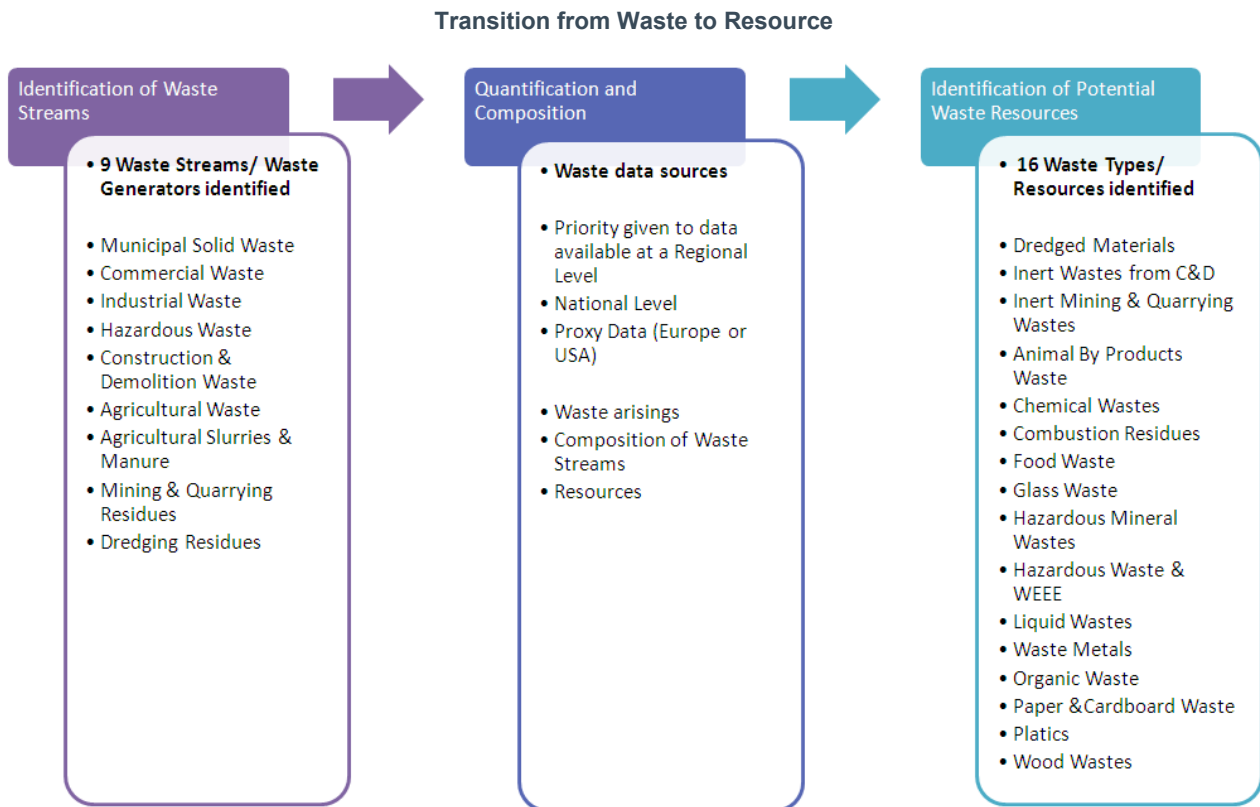 Transition from Waste to Resource
Identification of Waste
Streams
• 9 Waste Streams/ Waste
Generators identified
• Municipal Solid Waste
• Commercial Waste
• Industrial Waste
• Hazardous Waste
• Construction &
Demolition Waste
• Agricultural Waste
• Agricultural Slurries &
Manure
• Mining & Quarrying
Residues
• Dredging Residues
Quantification and
Composition
• Waste data sources
• Priority given to data
available at a Regional
Level
• National Level
• Proxy Data (Europe or
USA)
• Waste arisings
• Composition of Waste
Streams
• Resources
Identification of Potential
Waste Resources
• 16 Waste Types/
Resources identified
• Dredged Materials
• Inert Wastes from C&D
• Inert Mining & Quarrying
Wastes
• Animal By Products
Waste
• Chemical Wastes
• Combustion Residues
• Food Waste
• Glass Waste
• Hazardous Mineral
Wastes
• Hazardous Waste &
WEEE
• Liquid Wastes
• Waste Metals
• Organic Waste
• Paper &Cardboard Waste
• Platics
• Wood Wastes